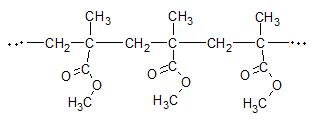 CH₃ CH₃ CH₃
··· CH₂ C CH₂ C CH₂ C ···
O C O C O C
O O O
H₃C H₃C H₃C